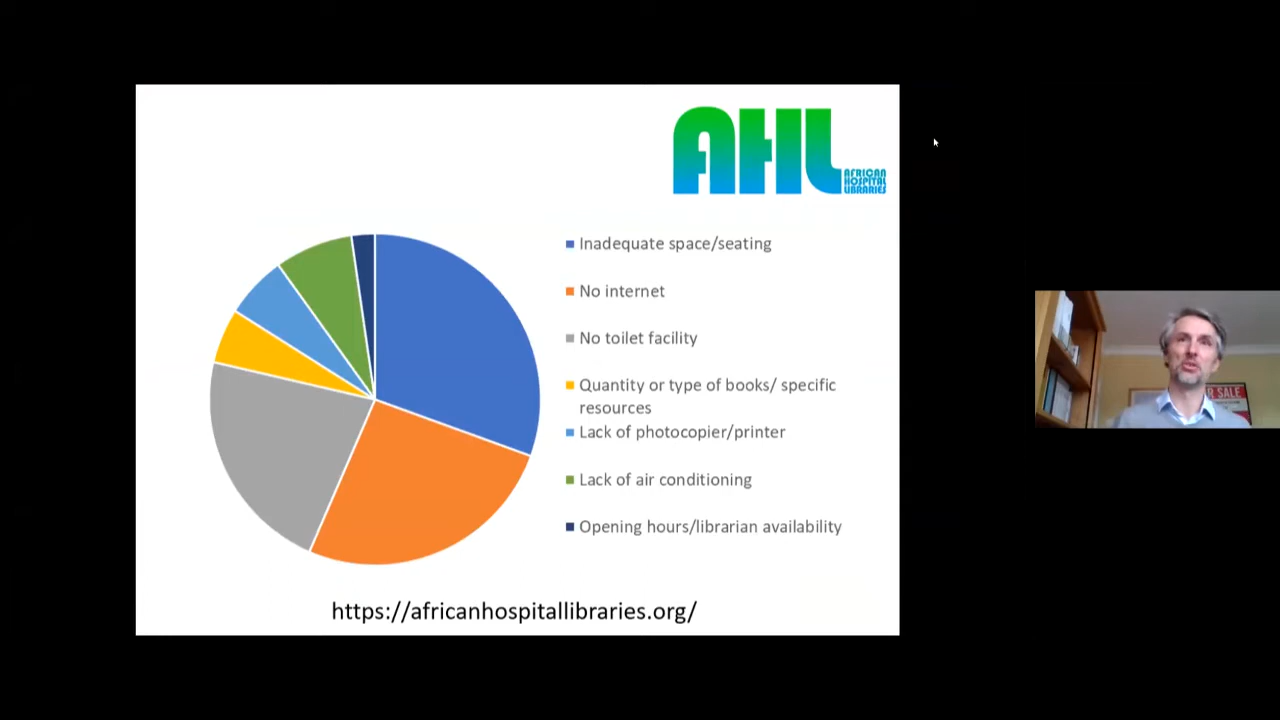 AHL
AFRICAN
HOSPITAL
LIBRARIES
Inadequate space/seating
No internet
No toilet facility
Quantity or type of books/ specific
resources
Lack of photocopier/printer
Lack of air conditioning
Opening hours/librarian availability
https://africanhospitallibraries.org/
SALE